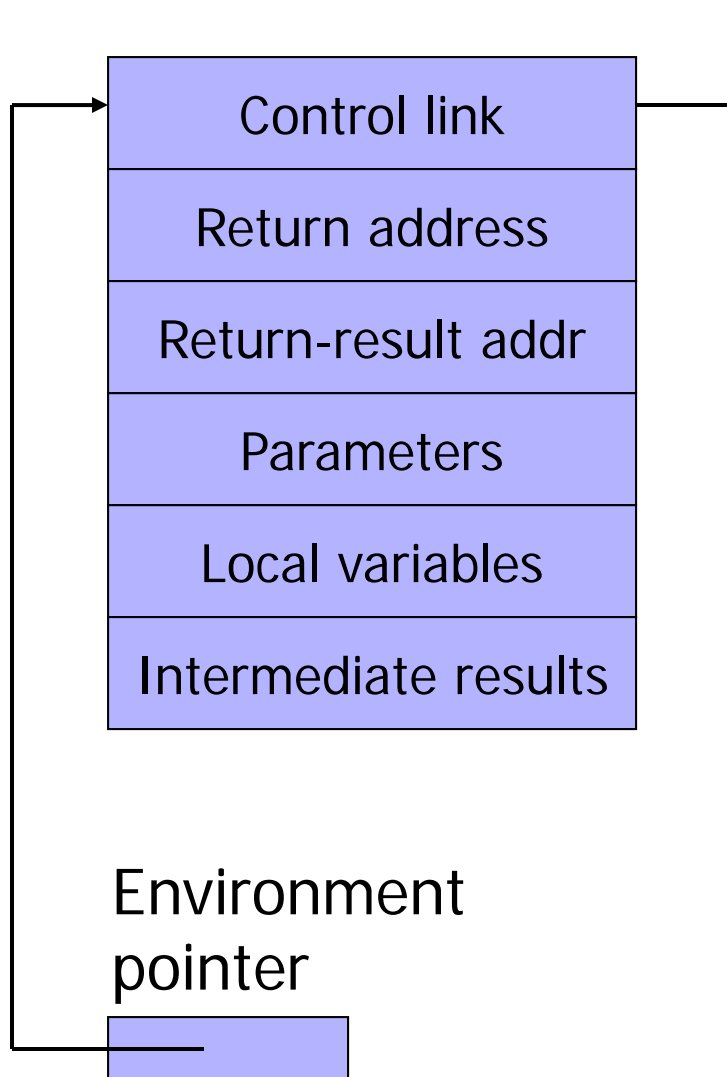 Control link
Return address
Return-result addr
Parameters
Local variables
Intermediate results
Environment
pointer